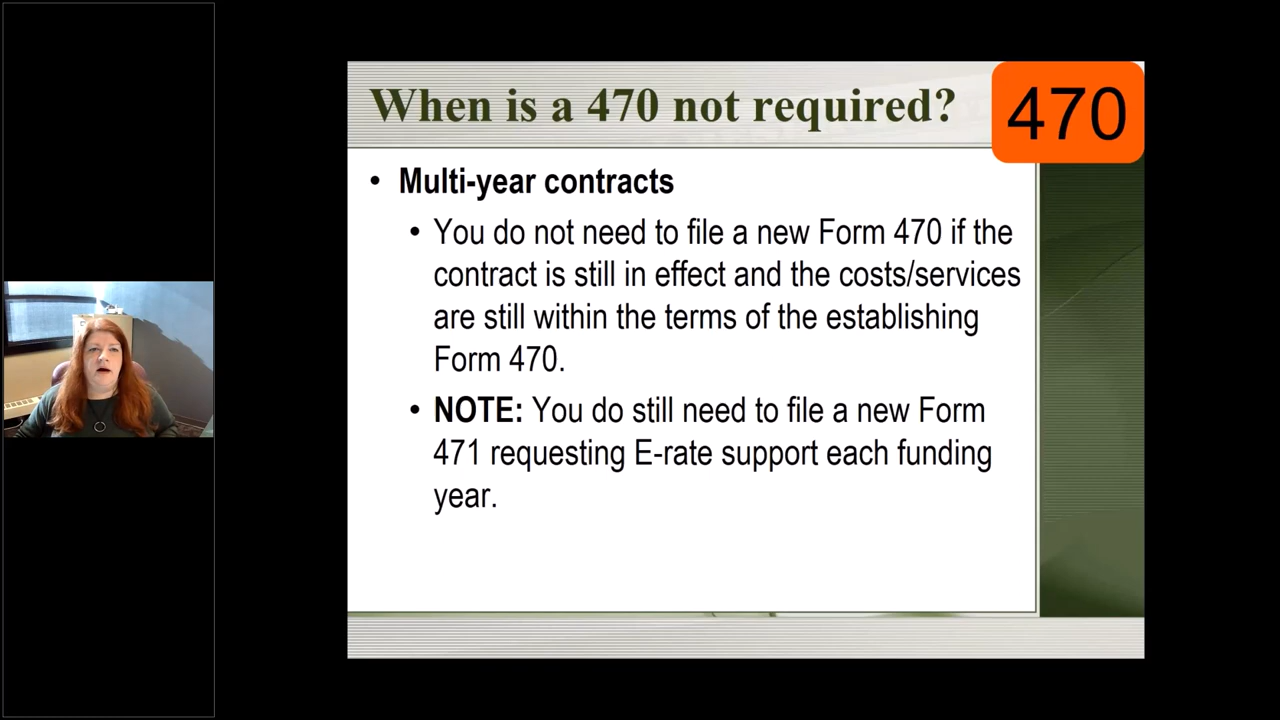 When is a 470 not required?
470
• Multi-year contracts
• You do not need to file a new Form 470 if the
contract is still in effect and the costs/services
are still within the terms of the establishing
Form 470.
• NOTE: You do still need to file a new Form
471 requesting E-rate support each funding
year.